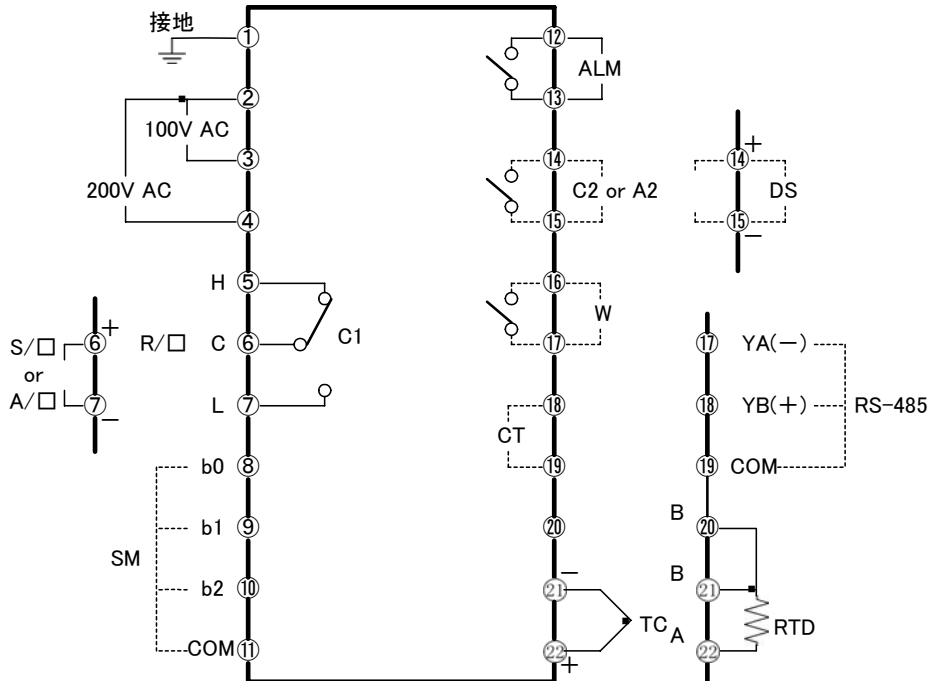 接地
① ⑫
ALM
② ⑬
100V AC
③ ⑭ ⑭ +
200V AC C2 or A2 DS
④ ⑮ ⑮ −
H ⑤ ⑯
W
S/□ ⑥ + R/□ C ⑥ C1 ⑰ ⑰ YA(−)
or
A/□ ⑦ − L ⑦ ⑱ ⑱ YB(+) RS-485
CT
b0 ⑧ ⑲ ⑲ COM
b1 ⑨ ⑳ B ⑳
SM
b2 ⑩ ㉑ − B ㉑
TC A RTD
COM ⑪ ㉒ + ㉒